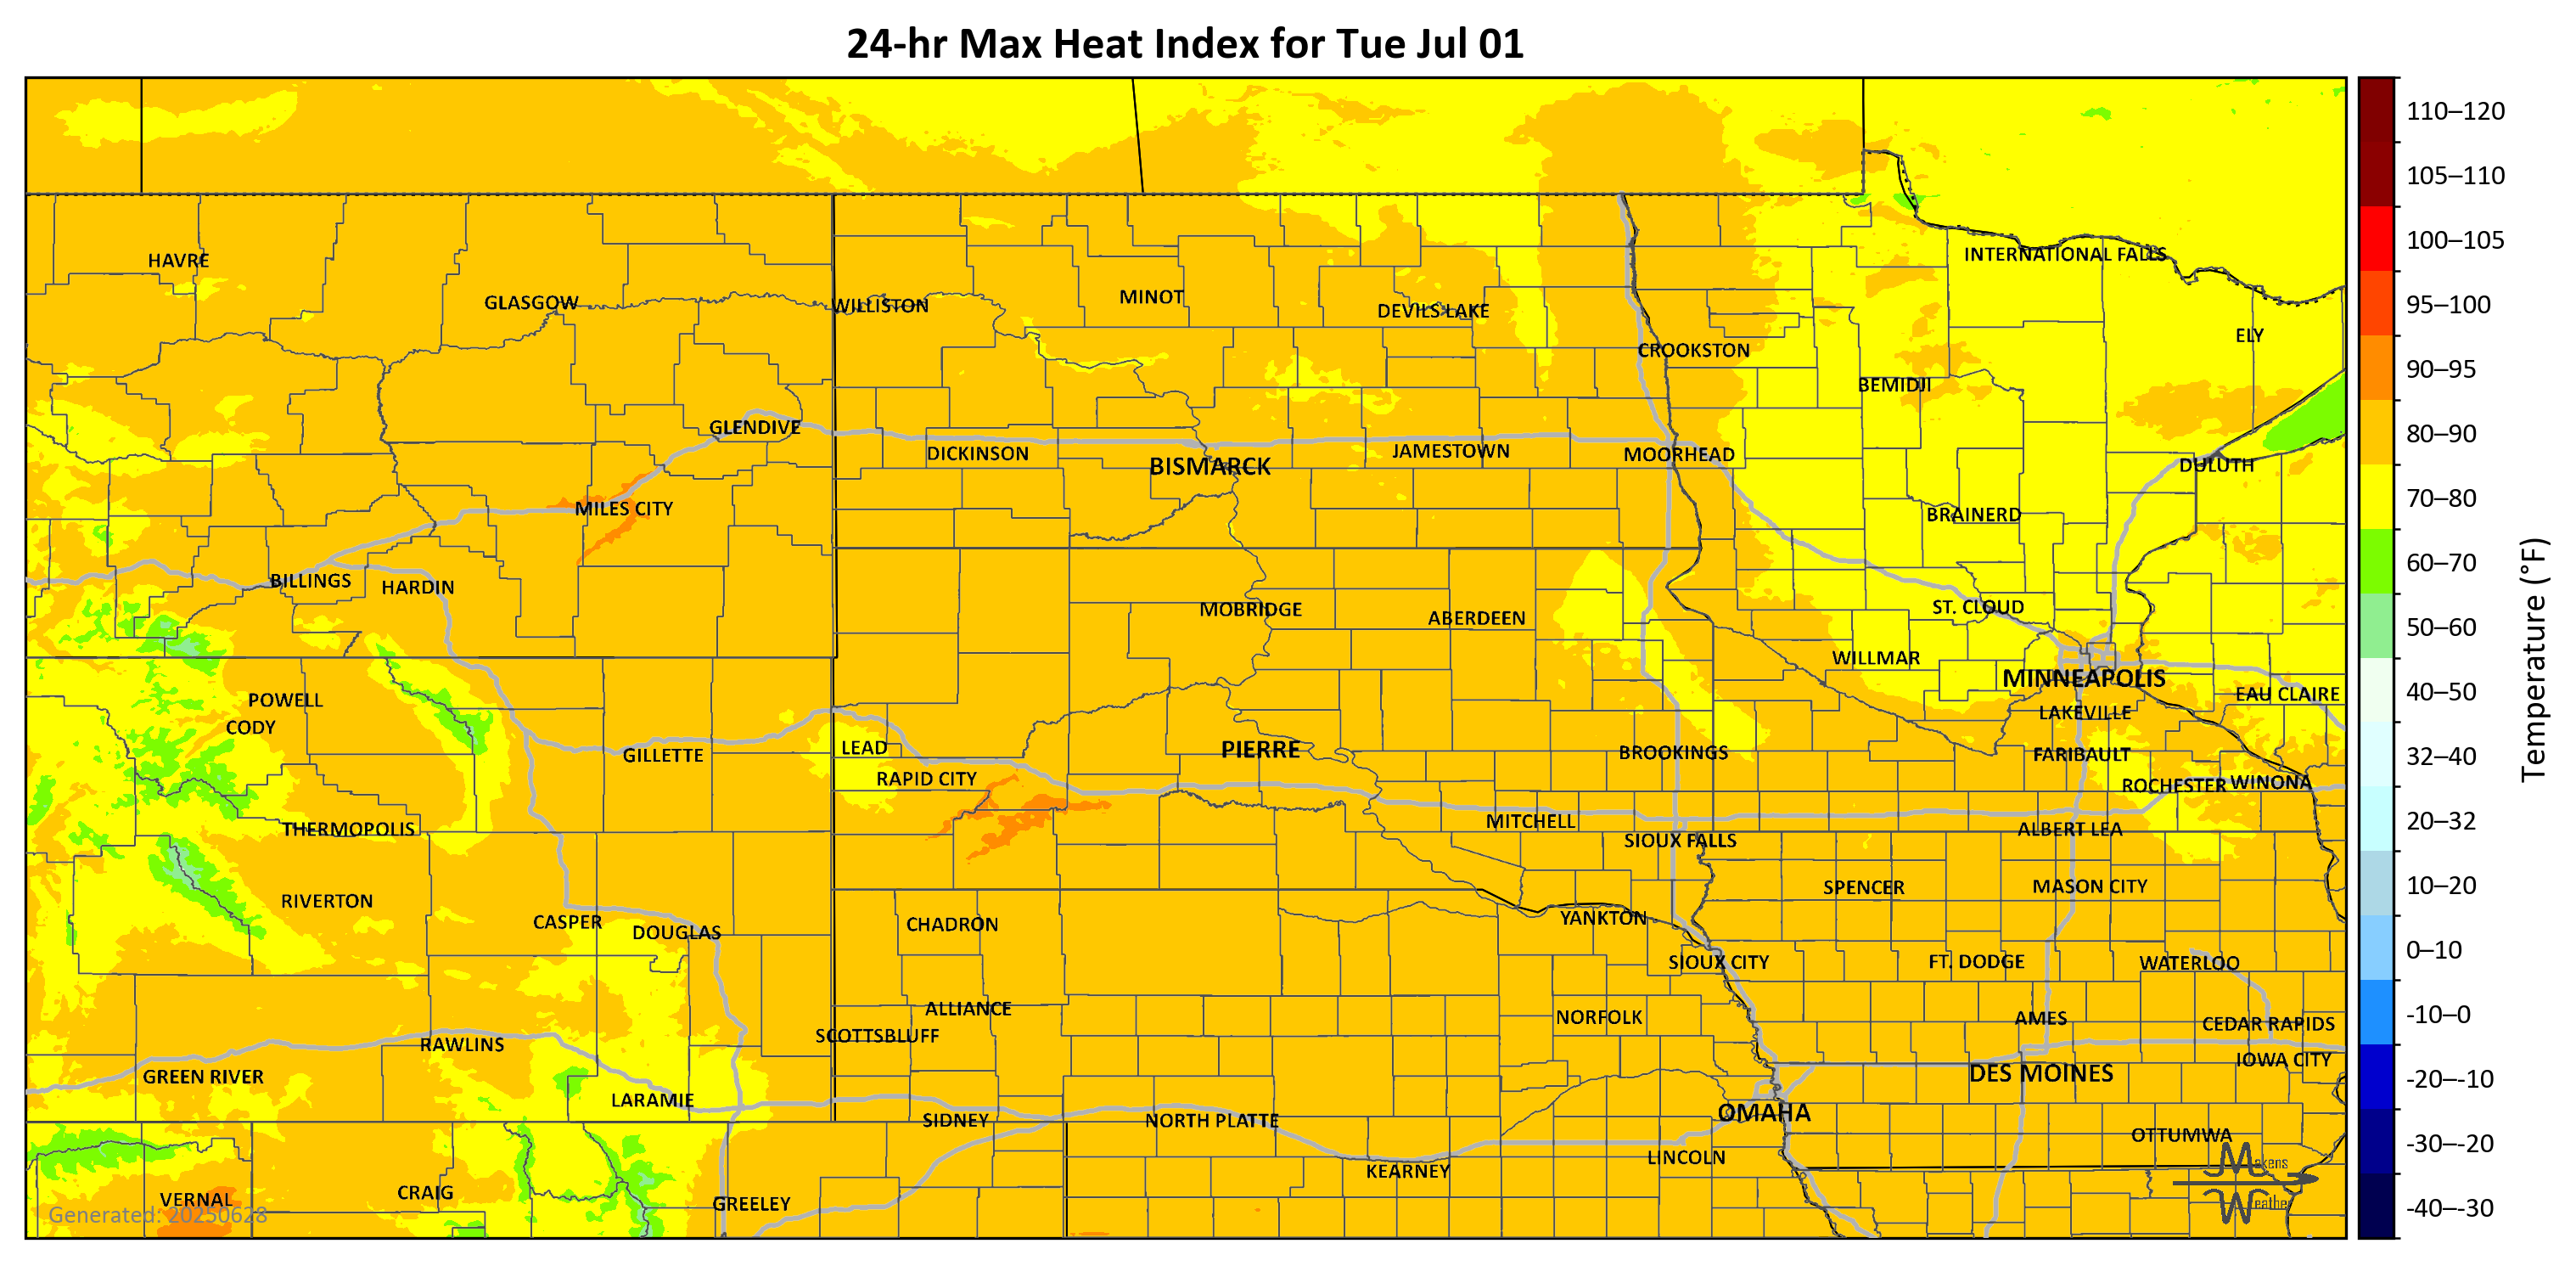 24-hr Max Heat Index for Tue Jul 01
110–120
105–110
100–105
95–100
90–95
80–90
70–80
60–70
50–60
40–50
32–40
20–32
10–20
0–10
-10–0
-20–-10
-30–-20
-40–-30
Temperature (°F)
HAVRE
GLASGOW
WILLISTON
MINOT
DEVILS LAKE
INTERNATIONAL FALLS
ELY
CROOKSTON
BEMIDJI
GLENDIVE
DICKINSON
BISMARCK
JAMESTOWN
MOORHEAD
DULUTH
MILES CITY
BRAINERD
BILLINGS
HARDIN
MOBRIDGE
ABERDEEN
ST. CLOUD
WILLMAR
MINNEAPOLIS
EAU CLAIRE
POWELL
CODY
LAKEVILLE
GILLETTE
LEAD
PIERRE
BROOKINGS
FARIBAULT
RAPID CITY
ROCHESTER
WINONA
THERMOPOLIS
MITCHELL
SIOUX FALLS
ALBERT LEA
RIVERTON
SPENCER
MASON CITY
CASPER
DOUGLAS
CHADRON
YANKTON
SIOUX CITY
FT. DODGE
WATERLOO
ALLIANCE
NORFOLK
AMES
CEDAR RAPIDS
SCOTTSBLUFF
RAWLINS
IOWA CITY
GREEN RIVER
DES MOINES
LARAMIE
SIDNEY
NORTH PLATTE
OMAHA
OTTUMWA
LINCOLN
KEARNEY
VERNAL
CRAIG
GREELEY
Generated: 20250628
Makens
Weather